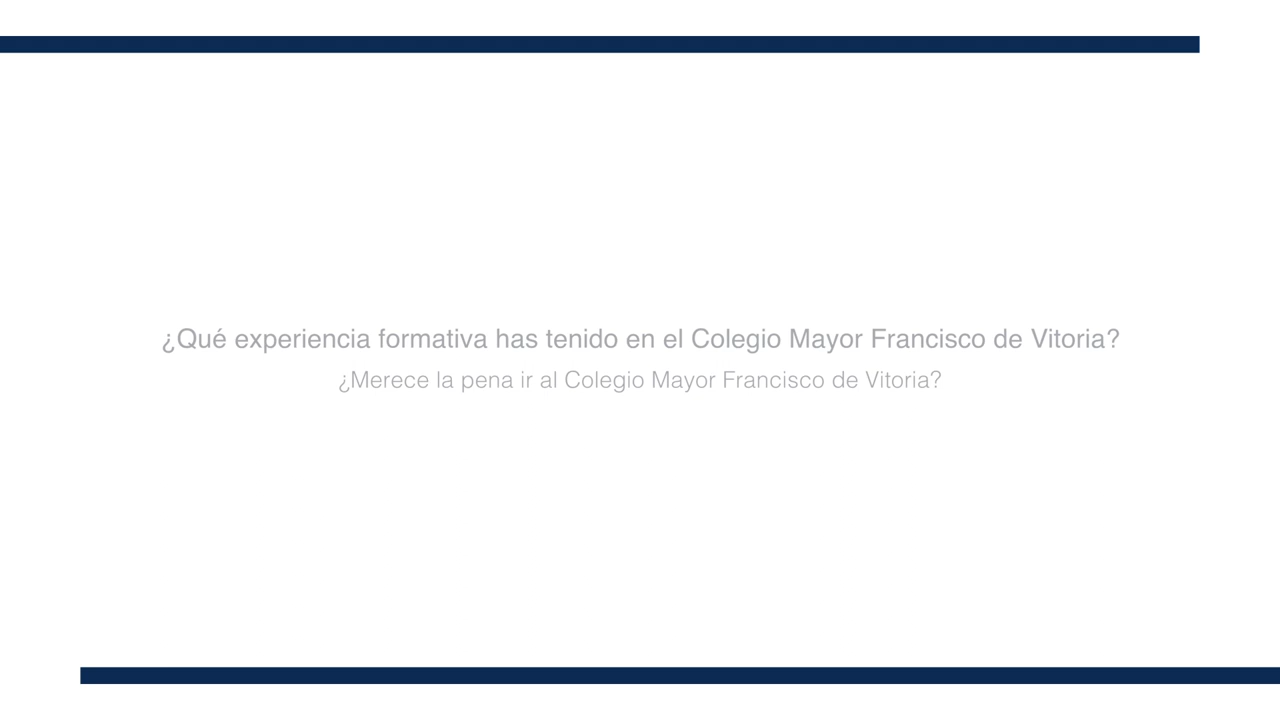 ¿Qué experiencia formativa has tenido en el Colegio Mayor Francisco de Vitoria?
¿Merece la pena ir al Colegio Mayor Francisco de Vitoria?